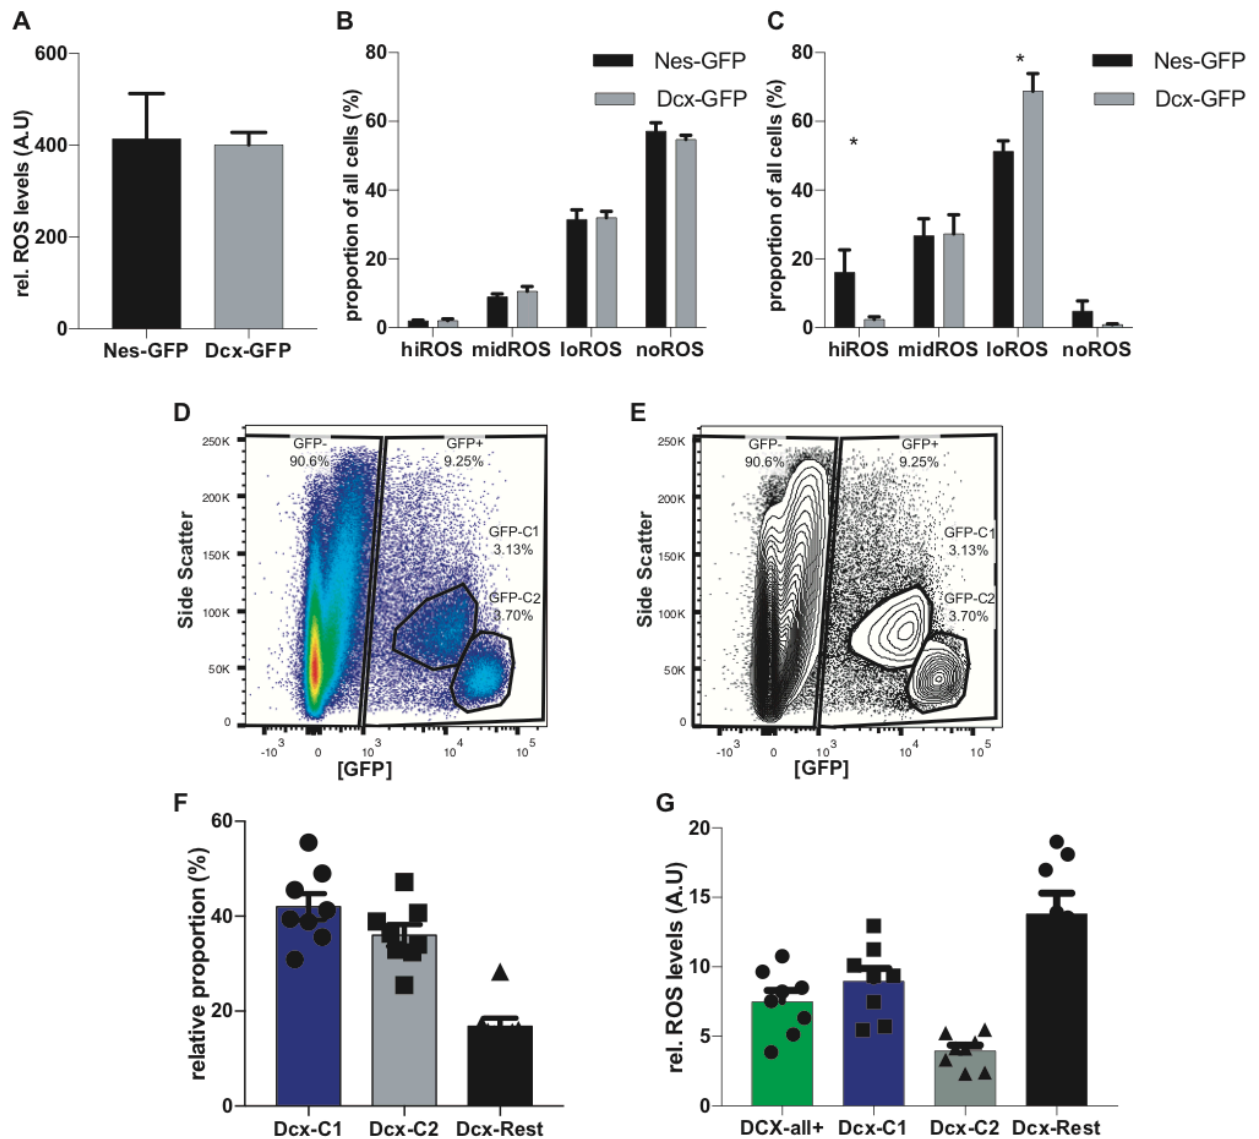 A
rel. ROS levels (A.U)
600
400
200
0
Nes-GFP Dcx-GFP
B
proportion of all cells (%)
80
60
40
20
0
hiROS midROS loROS noROS
Nes-GFP
Dcx-GFP
C
proportion of all cells (%)
80
60
40
20
0
*
*
hiROS midROS loROS noROS
Nes-GFP
Dcx-GFP
D
Side Scatter
250K
200K
150K
100K
50K
0
GFP-
90.6%
GFP+
9.25%
GFP-C1
3.13%
GFP-C2
3.70%
-10 3 0 10 3 10 4 10 5
[GFP]
E
Side Scatter
250K
200K
150K
100K
50K
0
GFP-
90.6%
GFP+
9.25%
GFP-C1
3.13%
GFP-C2
3.70%
-10 3 0 10 3 10 4 10 5
[GFP]
F
relative proportion (%)
60
40
20
0
Dcx-C1 Dcx-C2 Dcx-Rest
G
rel. ROS levels (A.U)
20
15
10
5
0
DCX-all+ Dcx-C1 Dcx-C2 Dcx-Rest